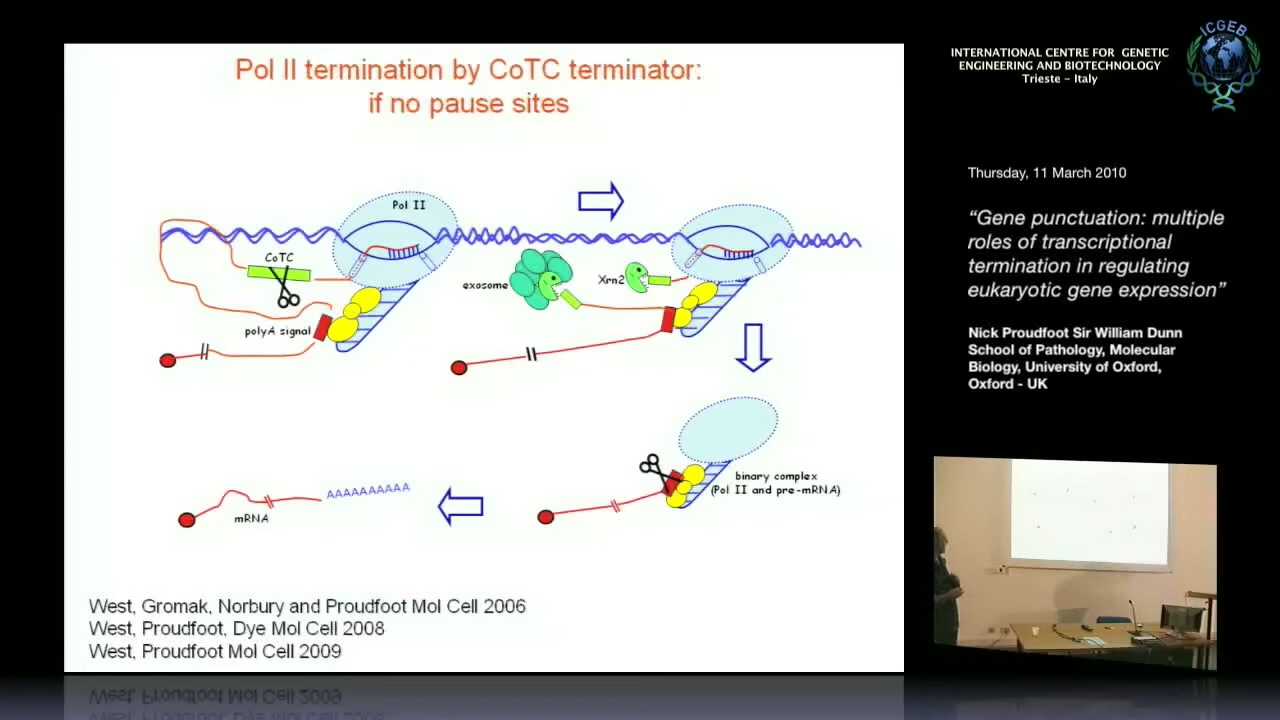 Pol II termination by CoTC terminator:
if no pause sites
Pol II
CoTC
polyA signal
exosome
Xrn2
binary complex
(Pol II and pre-mRNA)
AAAAAAAAAA
mRNA
West, Gromak, Norbury and Proudfoot Mol Cell 2006
West, Proudfoot, Dye Mol Cell 2008
West, Proudfoot Mol Cell 2009
INTERNATIONAL CENTRE FOR GENETIC
ENGINEERING AND BIOTECHNOLOGY
Trieste - Italy
ICGEB
Thursday, 11 March 2010
“Gene punctuation: multiple
roles of transcriptional
termination in regulating
eukaryotic gene expression”
Nick Proudfoot Sir William Dunn
School of Pathology, Molecular
Biology, University of Oxford,
Oxford - UK